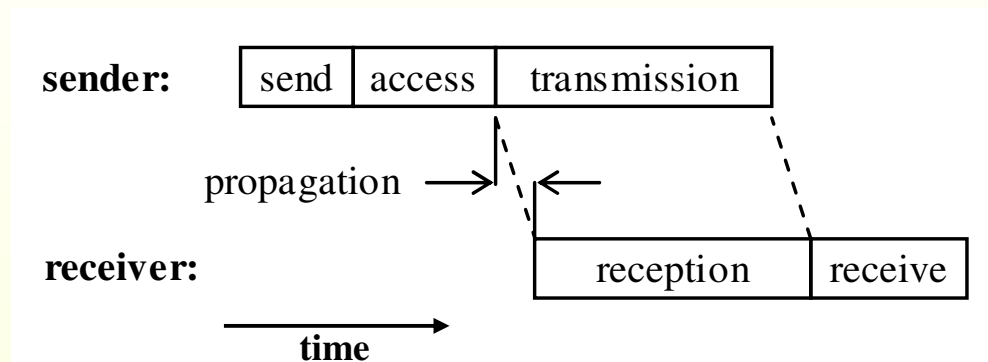 sender: send access transmission
propagation
receiver: reception receive
time